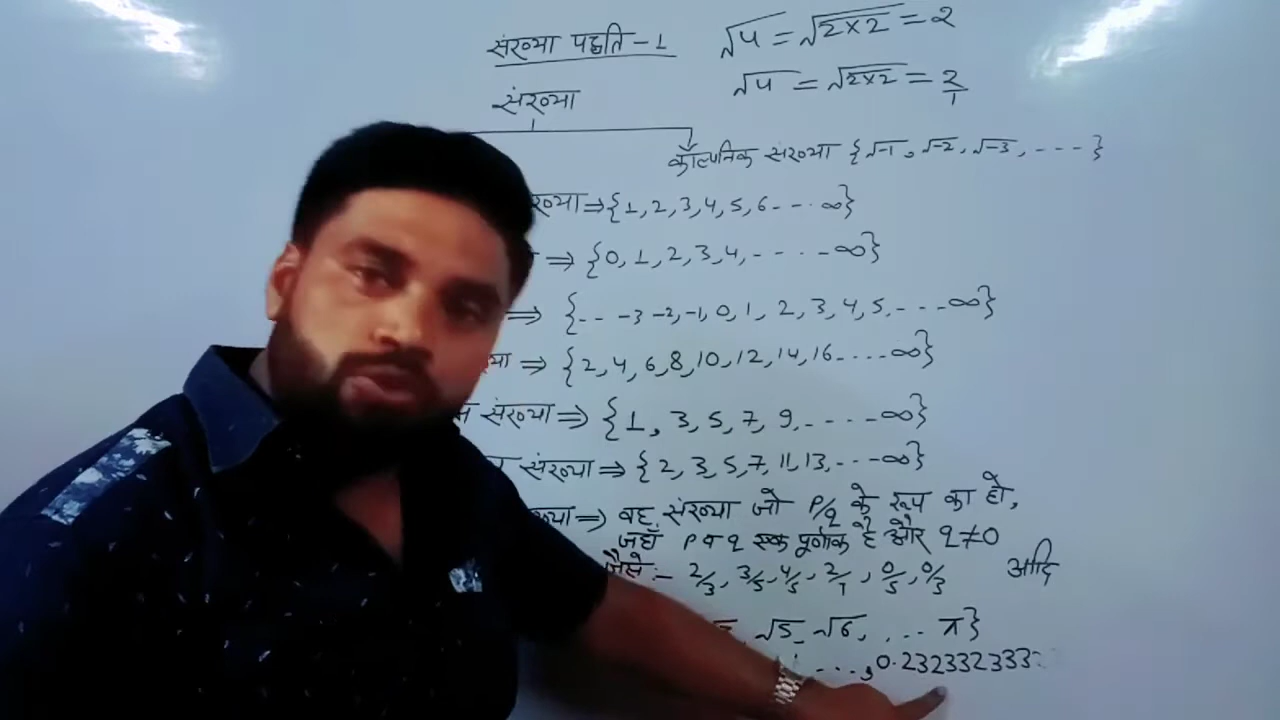 संख्या पद्धति - 1
√4 = √2×2 = 2
√4 = √2×2 = 2/1
संख्या
काल्पनिक संख्या {√-1, √-2, √-3, ----}
ख्या ⇒ {1, 2, 3, 4, 5, 6 --- ∞}
⇒ {0, 1, 2, 3, 4, ---- ∞}
⇒ {-- -3 -2, -1, 0, 1, 2, 3, 4, 5, --- ∞}
ख्या ⇒ {2, 4, 6, 8, 10, 12, 14, 16 ---- ∞}
संख्या ⇒ {1, 3, 5, 7, 9, ---- ∞}
संख्या ⇒ {2, 3, 5, 7, 11, 13, --- ∞}
ख्या ⇒ वह संख्या जो P/q के रूप का हो,
जहाँ P व q एक पूर्णांक है और q ≠ 0
जैसे :- 2/3, 3/5, 4/5, 2/1, 0/5, 0/3 आदि
√5, √6, ... π}
...., 0.232332333